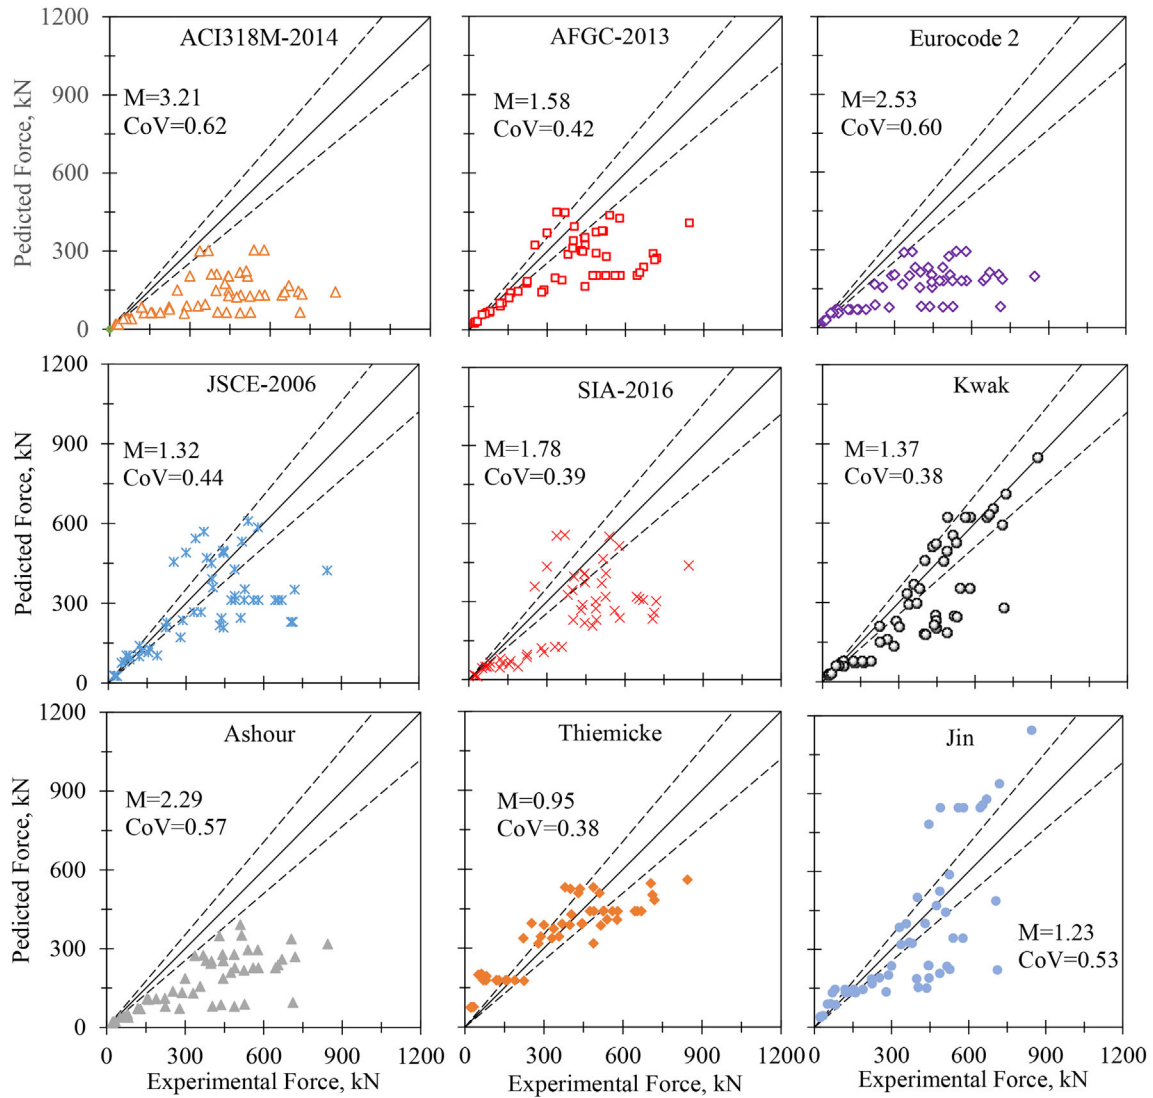 1200
900
600
300
0
Pedicted Force, kN
ACI318M-2014
M=3.21
CoV=0.62
AFGC-2013
M=1.58
CoV=0.42
Eurocode 2
M=2.53
CoV=0.60
1200
900
600
300
0
Pedicted Force, kN
JSCE-2006
M=1.32
CoV=0.44
SIA-2016
M=1.78
CoV=0.39
Kwak
M=1.37
CoV=0.38
1200
900
600
300
0
Pedicted Force, kN
Ashour
M=2.29
CoV=0.57
Thiemicke
M=0.95
CoV=0.38
Jin
M=1.23
CoV=0.53
0 300 600 900 1200
Experimental Force, kN
0 300 600 900 1200
Experimental Force, kN
0 300 600 900 1200
Experimental Force, kN